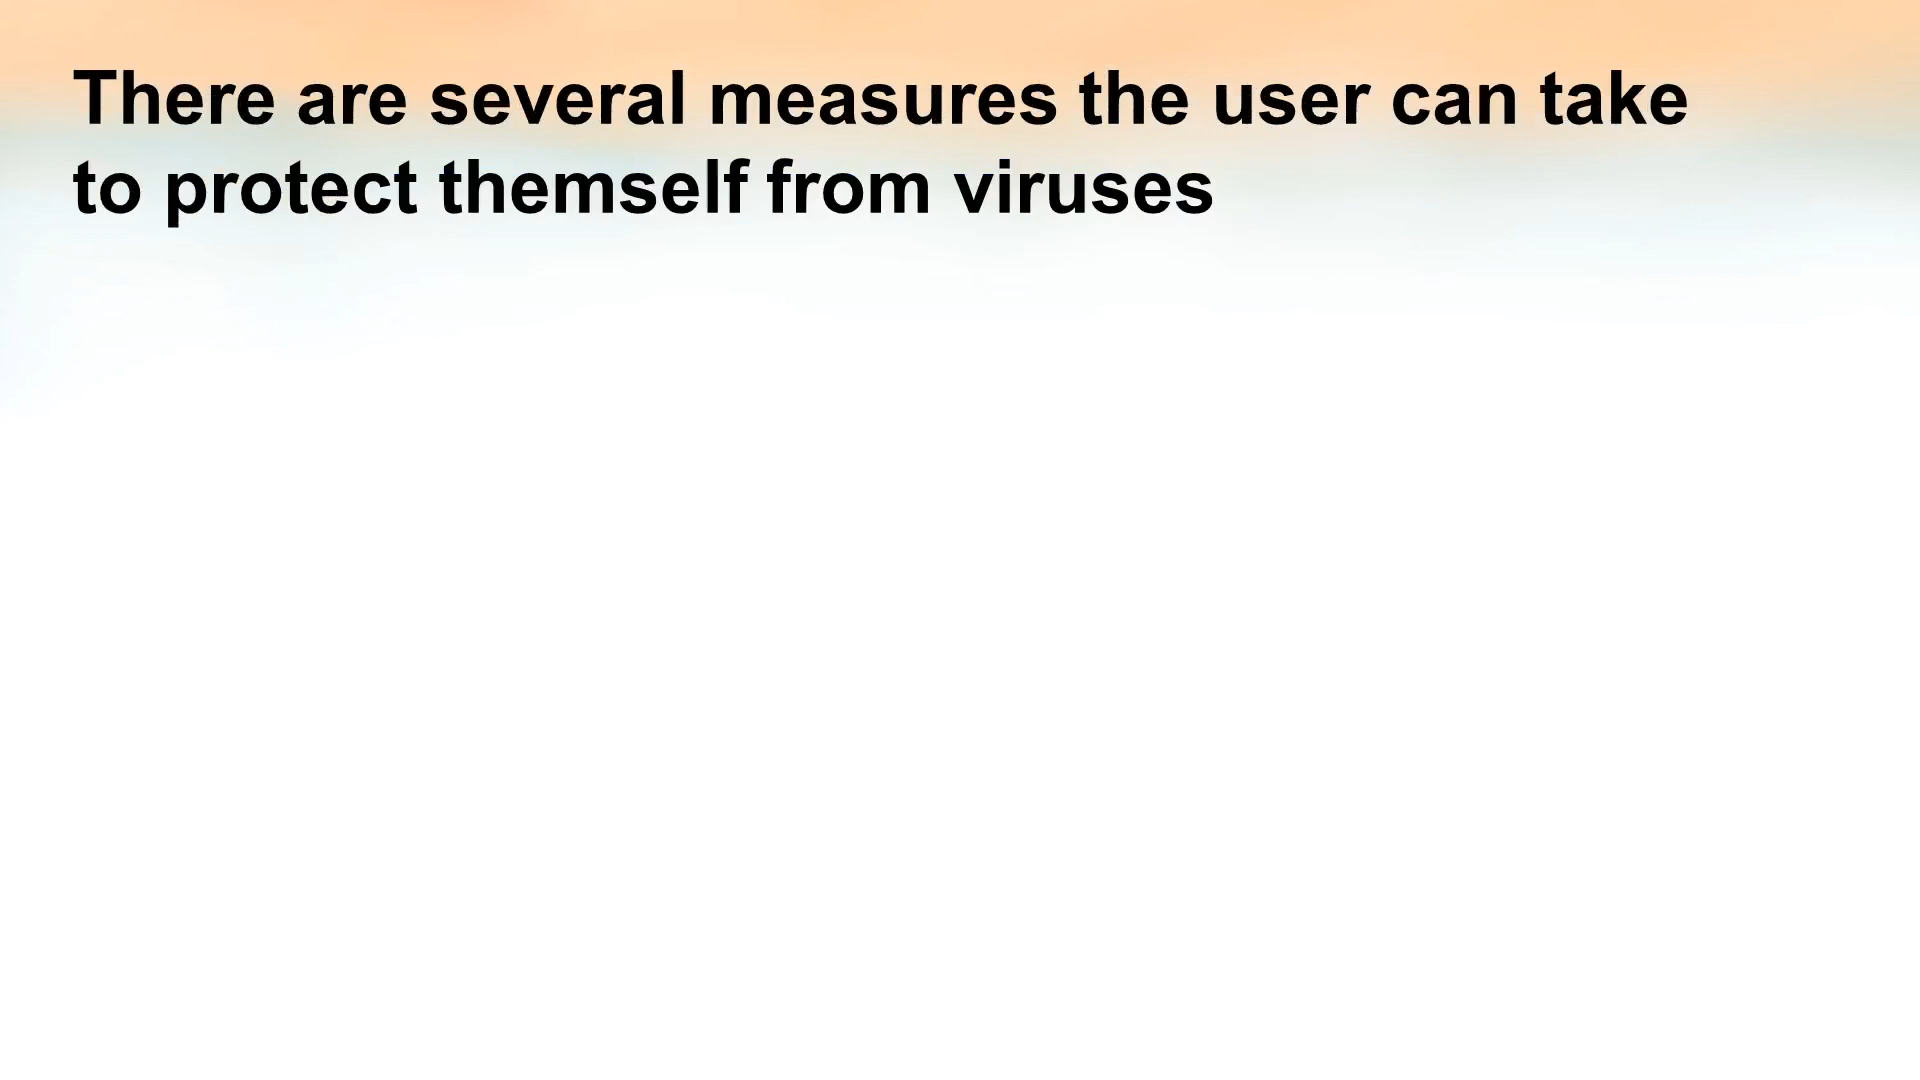 There are several measures the user can take
to protect themself from viruses